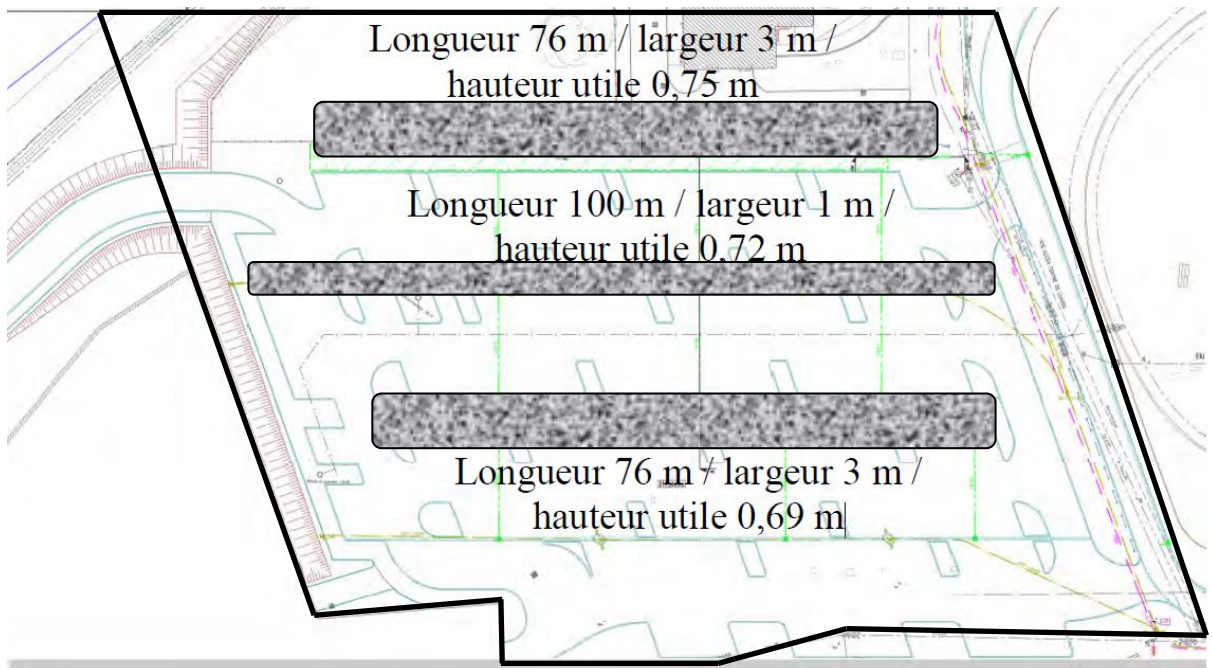 Longueur 76 m / largeur 3 m /
hauteur utile 0,75 m
Longueur 100 m / largeur 1 m /
hauteur utile 0,72 m
Longueur 76 m / largeur 3 m /
hauteur utile 0,69 m